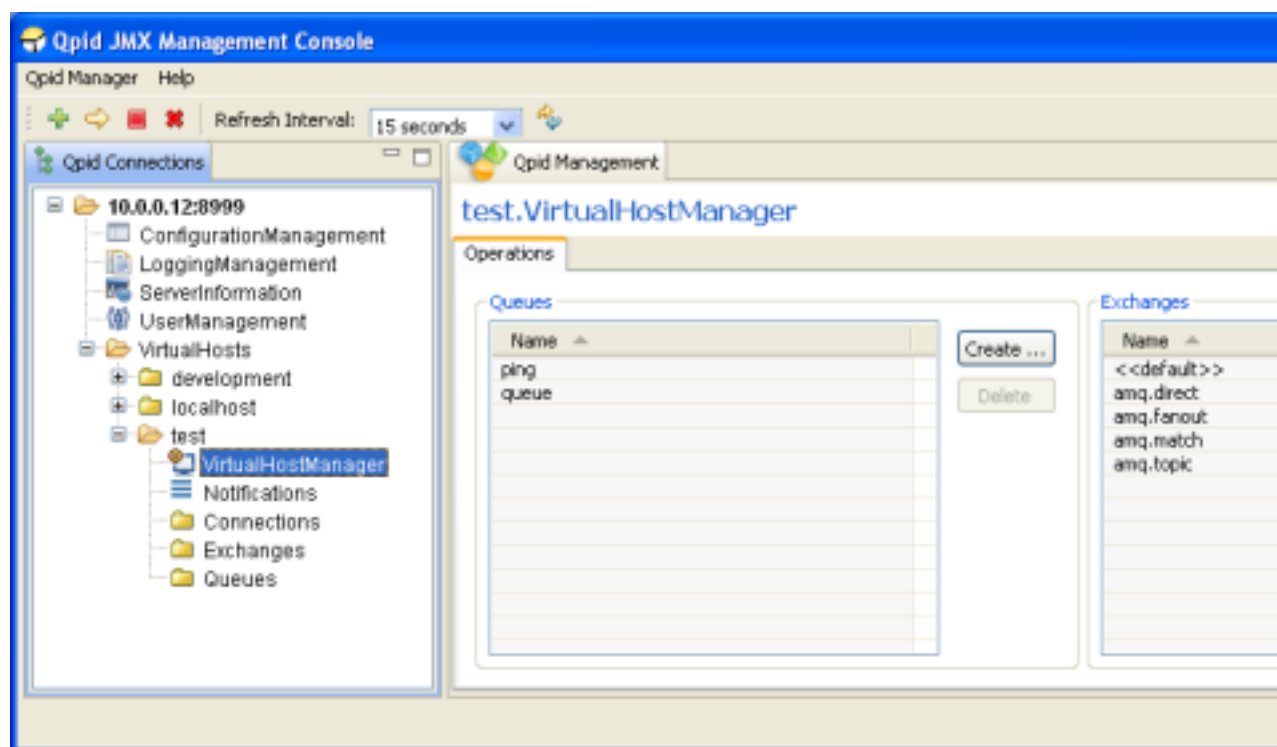 Qpid JMX Management Console
Qpid Manager Help
Refresh Interval: 15 seconds
Qpid Connections
10.0.0.12:8999
ConfigurationManagement
LoggingManagement
ServerInformation
UserManagement
VirtualHosts
development
localhost
test
VirtualHostManager
Notifications
Connections
Exchanges
Queues
Qpid Management
test.VirtualHostManager
Operations
Queues
Name
ping
queue
Create ...
Delete
Exchanges
Name
<<default>>
amq.direct
amq.fanout
amq.match
amq.topic